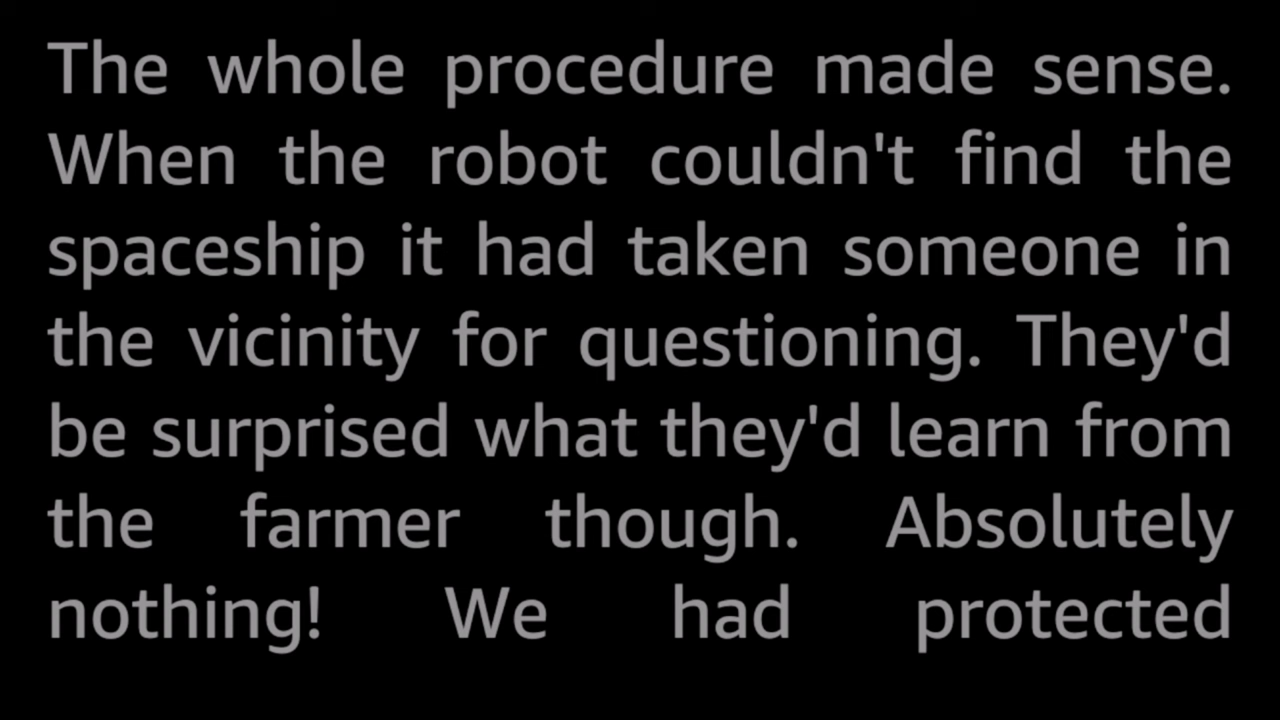 The whole procedure made sense.
When the robot couldn't find the
spaceship it had taken someone in
the vicinity for questioning. They'd
be surprised what they'd learn from
the farmer though. Absolutely
nothing! We had protected